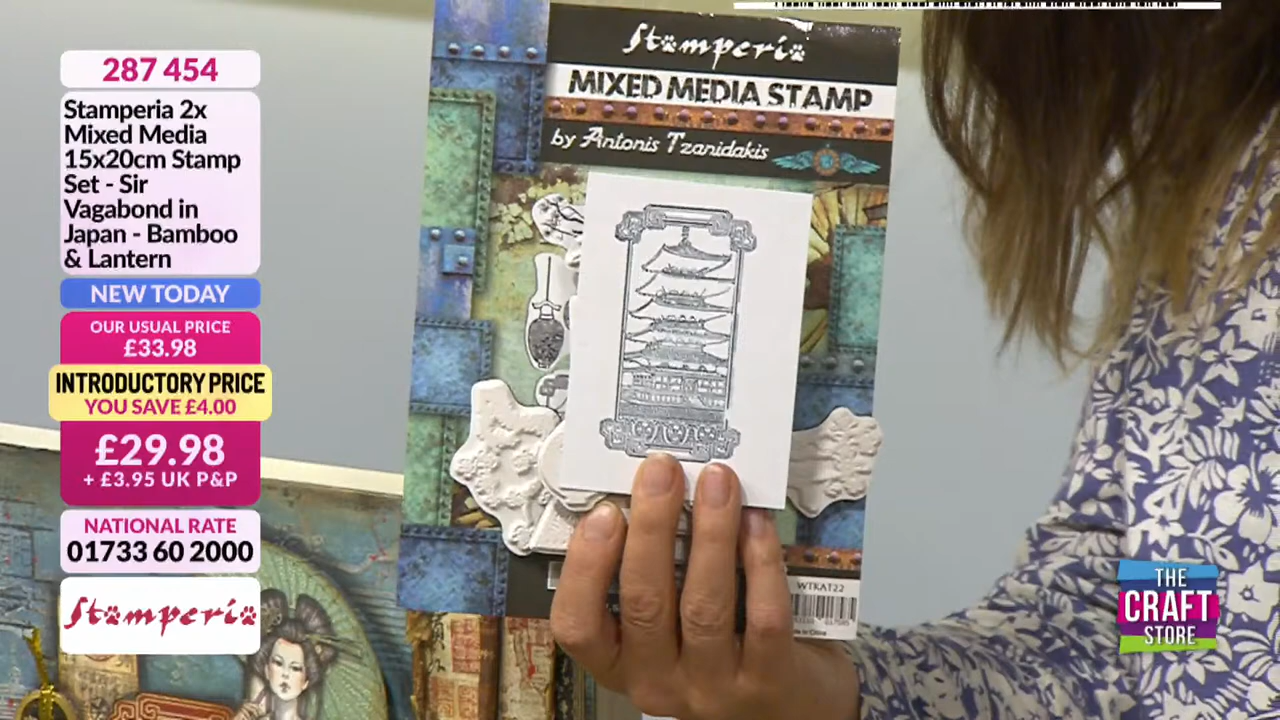 287 454
Stamperia 2x
Mixed Media
15x20cm Stamp
Set - Sir
Vagabond in
Japan - Bamboo
& Lantern
NEW TODAY
OUR USUAL PRICE
£33.98
INTRODUCTORY PRICE
YOU SAVE £4.00
£29.98
+ £3.95 UK P&P
NATIONAL RATE
01733 60 2000
Stamperia
Stamperia
MIXED MEDIA STAMP
by Antonis Tzanidakis
WTKAT22
THE
CRAFT
STORE